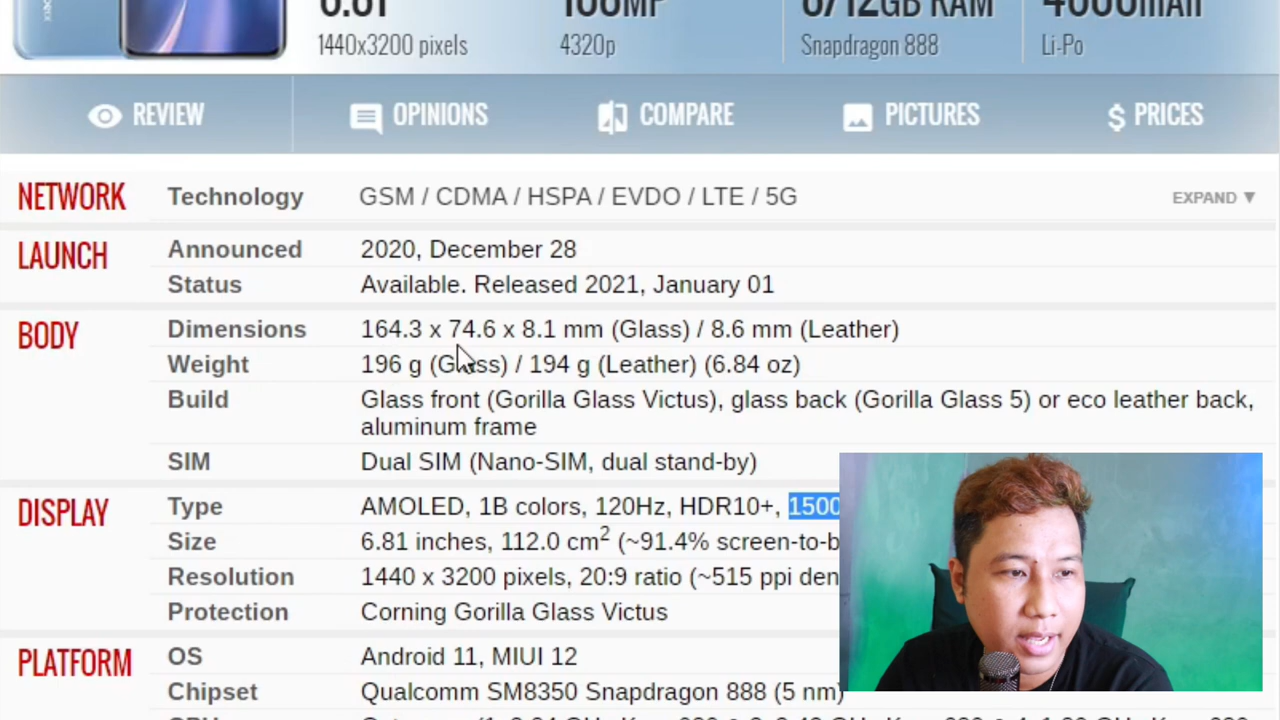 1440x3200 pixels
4320p
Snapdragon 888
Li-Po
REVIEW
OPINIONS
COMPARE
PICTURES
PRICES
NETWORK
Technology
GSM / CDMA / HSPA / EVDO / LTE / 5G
EXPAND ▼
LAUNCH
Announced
2020, December 28
Status
Available. Released 2021, January 01
BODY
Dimensions
164.3 x 74.6 x 8.1 mm (Glass) / 8.6 mm (Leather)
Weight
196 g (Glass) / 194 g (Leather) (6.84 oz)
Build
Glass front (Gorilla Glass Victus), glass back (Gorilla Glass 5) or eco leather back,
aluminum frame
SIM
Dual SIM (Nano-SIM, dual stand-by)
DISPLAY
Type
AMOLED, 1B colors, 120Hz, HDR10+, 1500
Size
6.81 inches, 112.0 cm² (~91.4% screen-to-b
Resolution
1440 x 3200 pixels, 20:9 ratio (~515 ppi den
Protection
Corning Gorilla Glass Victus
PLATFORM
OS
Android 11, MIUI 12
Chipset
Qualcomm SM8350 Snapdragon 888 (5 nm)